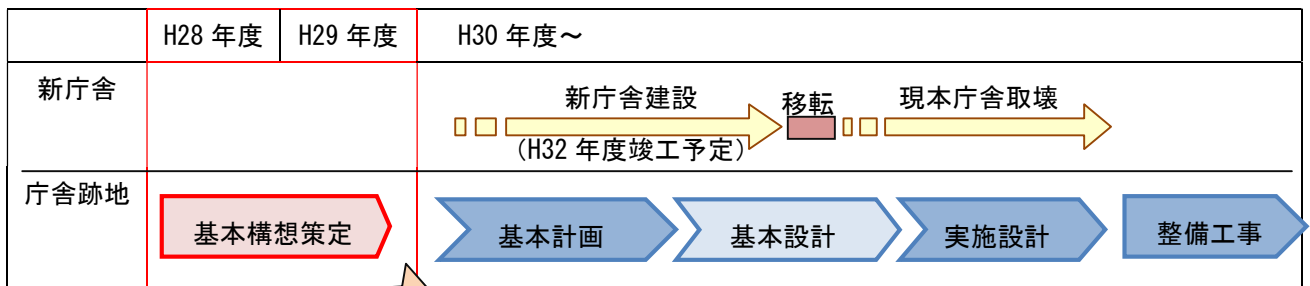 H28 年度 H29 年度 H30 年度～
新庁舎
新庁舎建設 移転 現本庁舎取壊
(H32 年度竣工予定)
庁舎跡地
基本構想策定 基本計画 基本設計 実施設計 整備工事